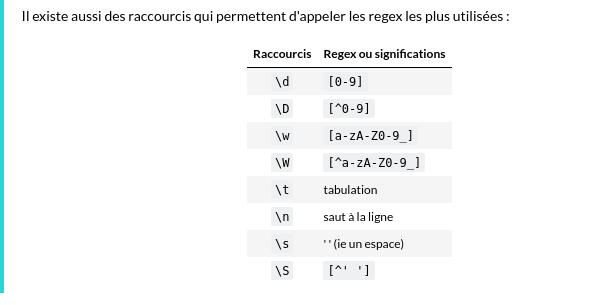 Il existe aussi des raccourcis qui permettent d'appeler les regex les plus utilisées :
Raccourcis Regex ou significations
\d [0-9]
\D [^0-9]
\w [a-zA-Z0-9_]
\W [^a-zA-Z0-9_]
\t tabulation
\n saut à la ligne
\s ' ' (ie un espace)
\S [^' ']